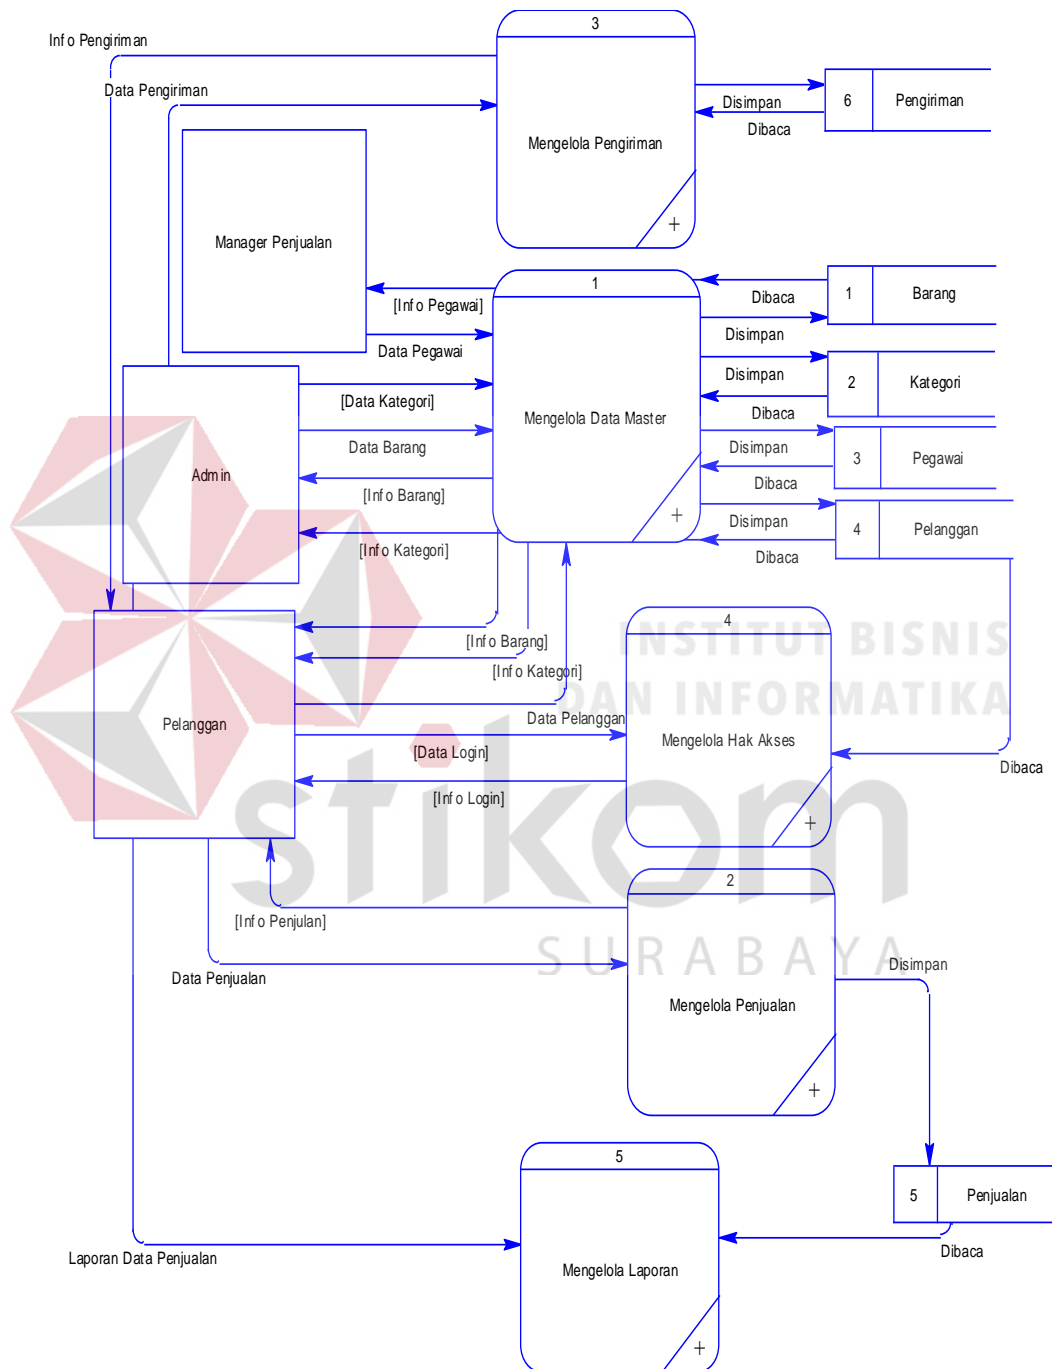 3
Info Pengiriman
Data Pengiriman
Disimpan
6 Pengiriman
Dibaca
Mengelola Pengiriman
+
Manager Penjualan
1
[Info Pegawai]
Dibaca
1 Barang
Data Pegawai
Disimpan
[Data Kategori]
Disimpan
2 Kategori
Dibaca
Mengelola Data Master
Data Barang
Disimpan
3 Pegawai
Admin
Dibaca
[Info Barang]
+
Disimpan
4 Pelanggan
[Info Kategori]
Dibaca
4
[Info Barang]
INSTITUT BISNIS
[Info Kategori]
DAN INFORMATIKA
Pelanggan
Data Pelanggan
Mengelola Hak Akses
[Data Login]
Dibaca
[Info Login]
+
stikom
2
[Info Penjulan]
SURABAYA
Data Penjualan
Disimpan
Mengelola Penjualan
+
5
5 Penjualan
Laporan Data Penjualan
Dibaca
Mengelola Laporan
+